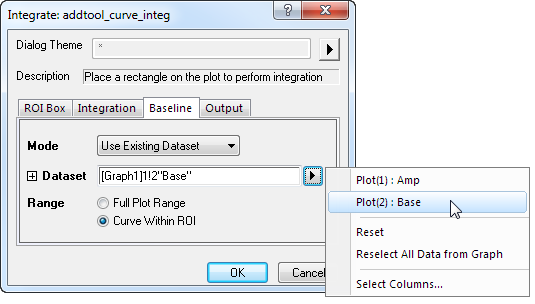 Integrate: addtool_curve_integ
Dialog Theme *
Description Place a rectangle on the plot to perform integration
ROI Box Integration Baseline Output
Mode Use Existing Dataset
Dataset [Graph1]1!2"Base"
Range Full Plot Range
Curve Within ROI
OK Cancel
Plot(1) : Amp
Plot(2) : Base
Reset
Reselect All Data from Graph
Select Columns...